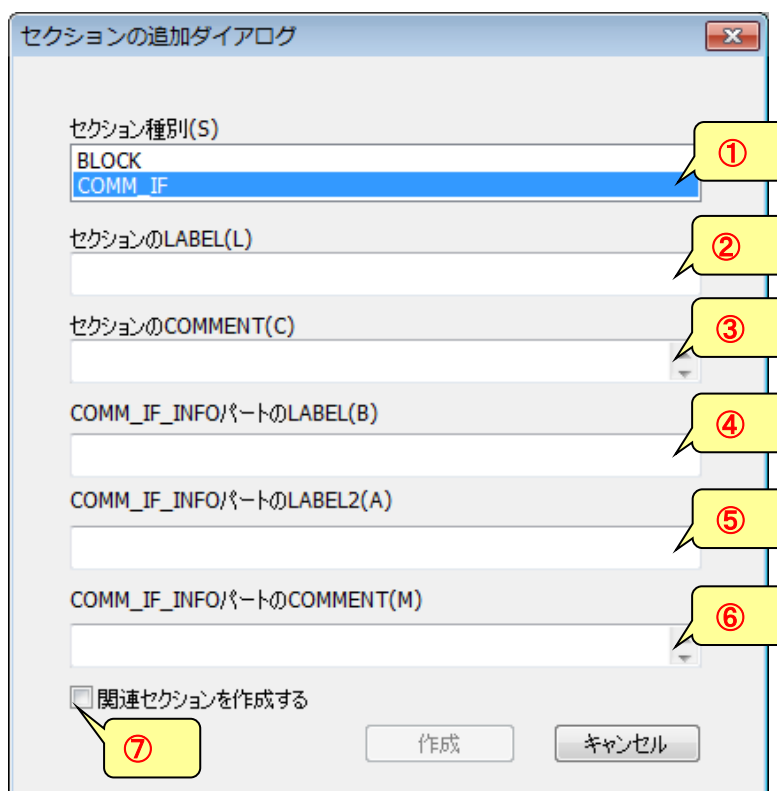 セクションの追加ダイアログ
セクション種別(S)
BLOCK
COMM_IF
①
セクションのLABEL(L)
②
セクションのCOMMENT(C)
③
COMM_IF_INFOパートのLABEL(B)
④
COMM_IF_INFOパートのLABEL2(A)
⑤
COMM_IF_INFOパートのCOMMENT(M)
⑥
関連セクションを作成する
⑦
作成 キャンセル